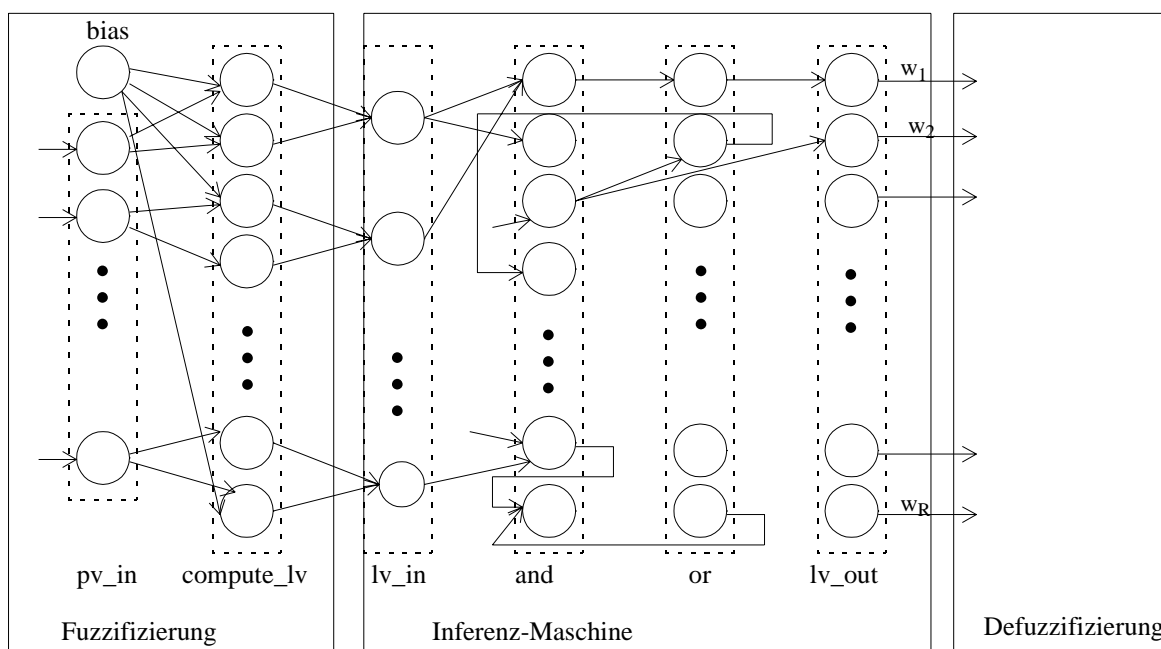 bias
w1
w2
wR
pv_in compute_lv lv_in and or lv_out
Fuzzifizierung Inferenz-Maschine Defuzzifizierung